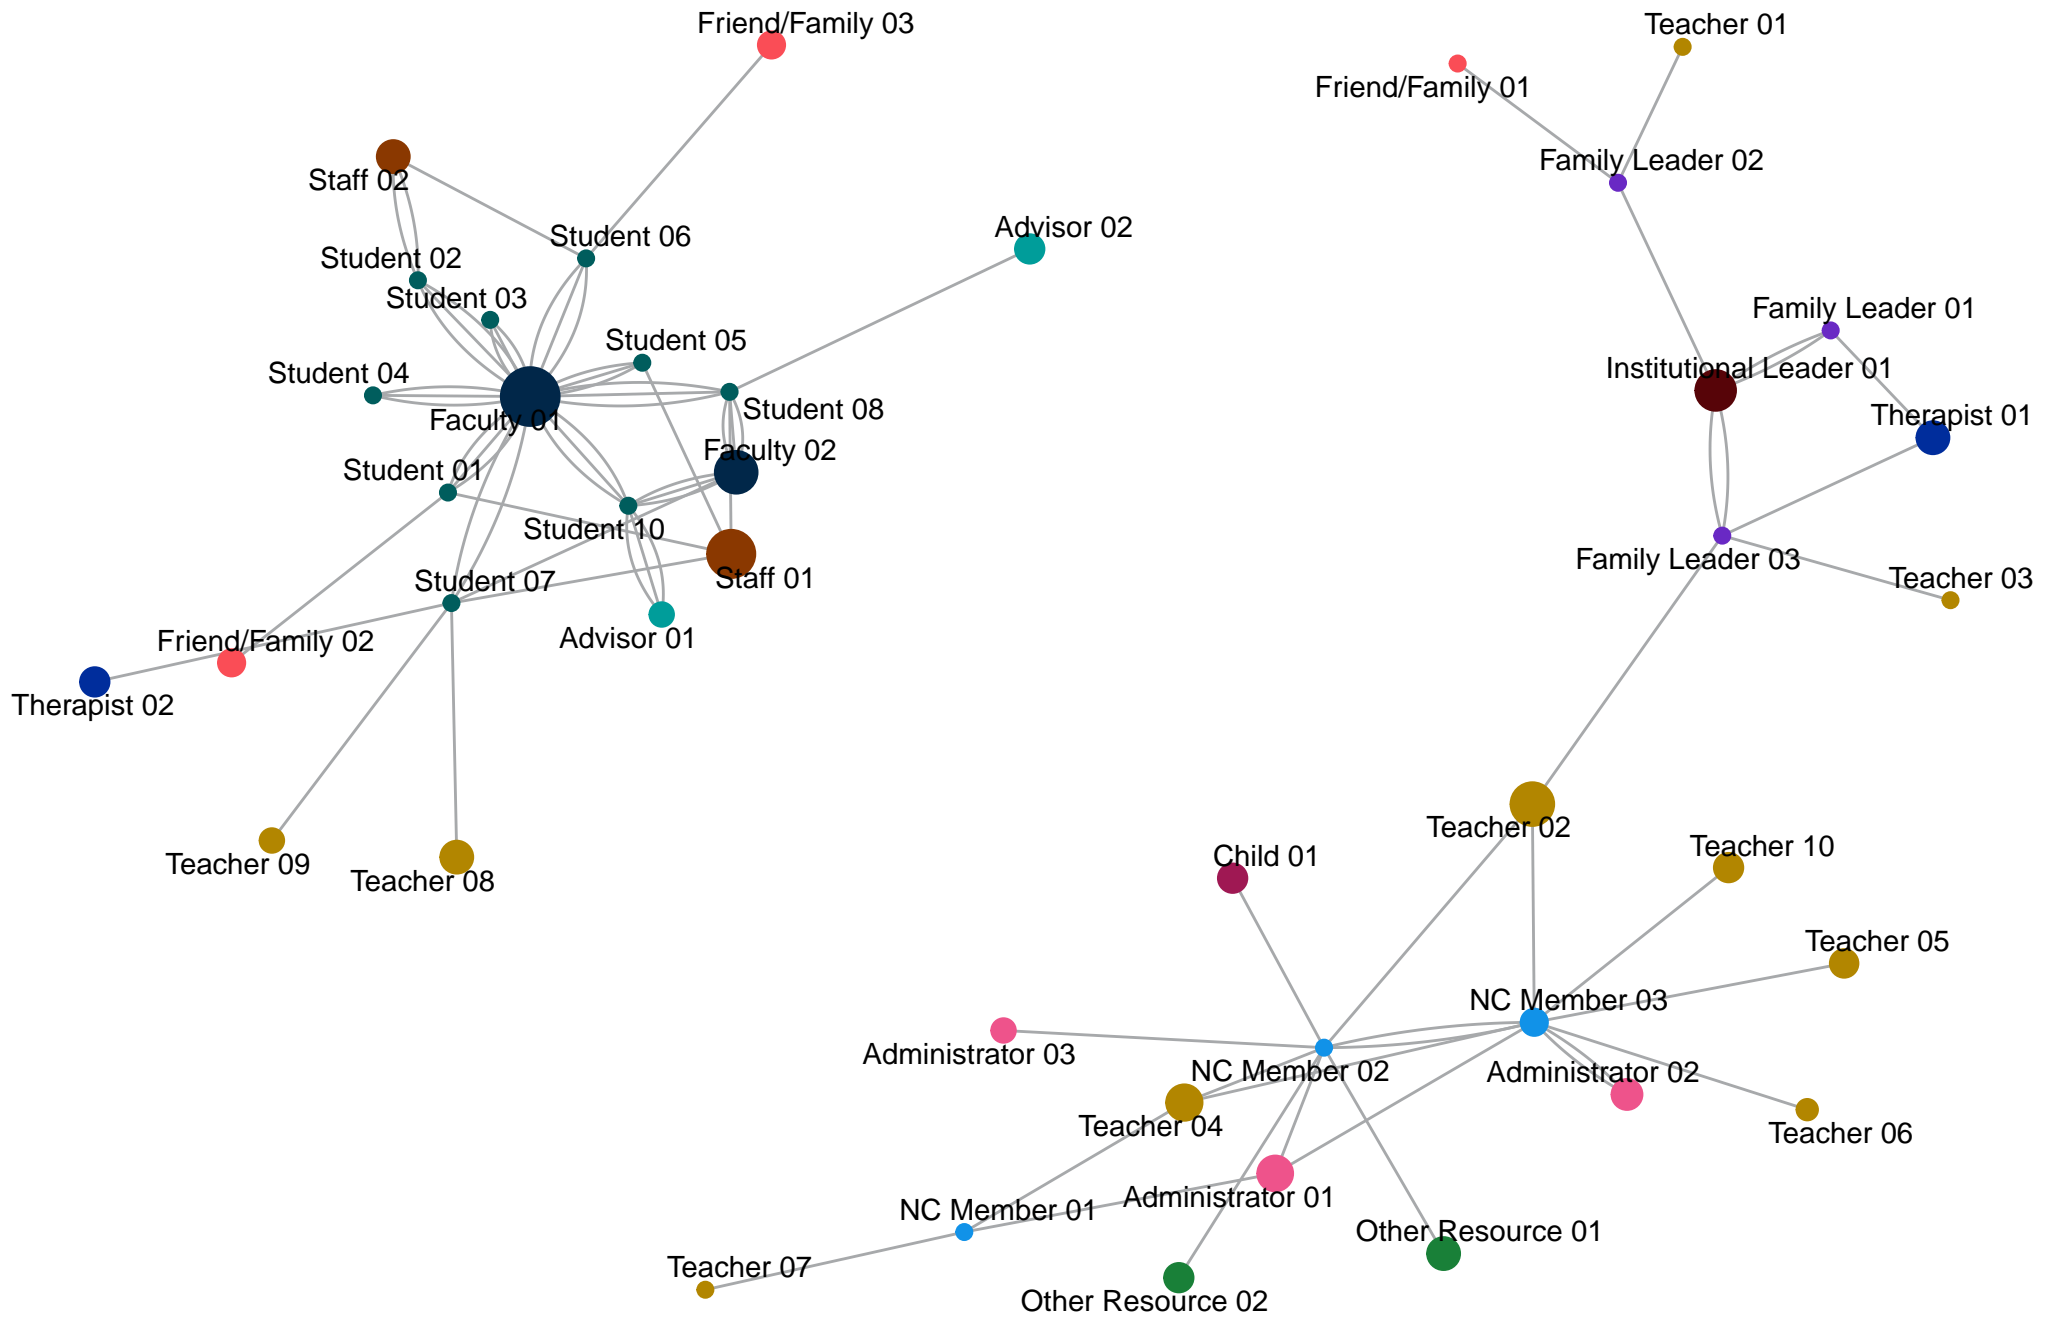 Friend/Family 03
Teacher 01
Friend/Family 01
Family Leader 02
Staff 02
Advisor 02
Student 06
Student 02
Student 03
Family Leader 01
Student 05
Institutional Leader 01
Student 04
Student 08
Therapist 01
Faculty 01
Faculty 02
Student 01
Student 10
Family Leader 03
Student 07
Staff 01
Teacher 03
Advisor 01
Friend/Family 02
Therapist 02
Teacher 02
Teacher 10
Child 01
Teacher 09
Teacher 08
Teacher 05
NC Member 03
Administrator 03
NC Member 02
Administrator 02
Teacher 04
Teacher 06
Administrator 01
NC Member 01
Other Resource 01
Teacher 07
Other Resource 02